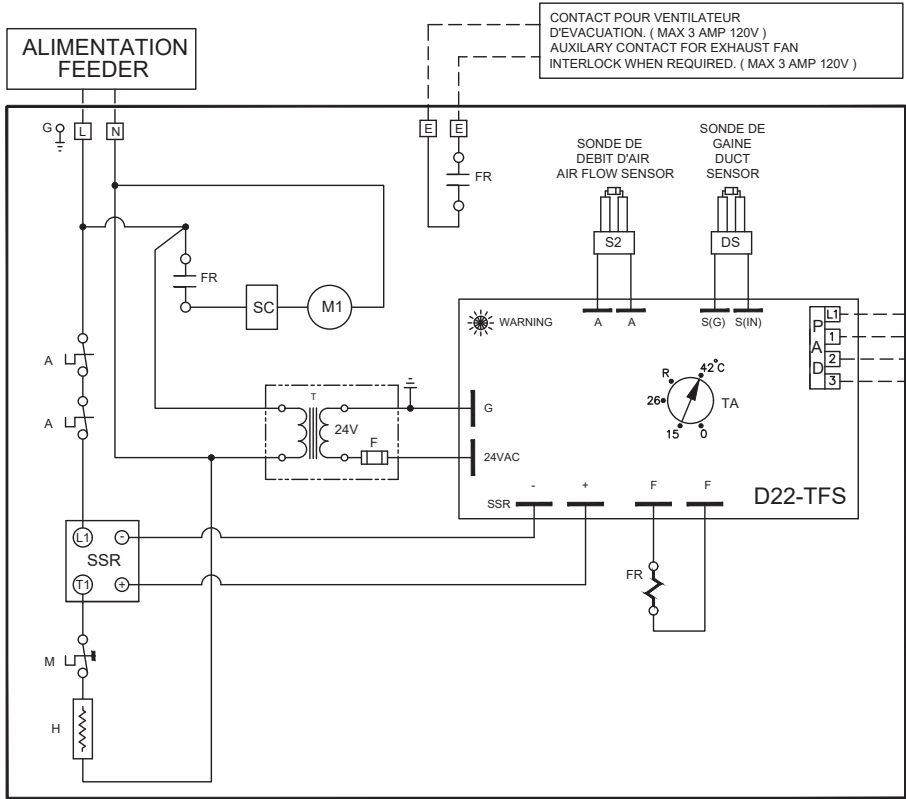 CONTACT POUR VENTILATEUR
D'EVACUATION. ( MAX 3 AMP 120V )
AUXILARY CONTACT FOR EXHAUST FAN
INTERLOCK WHEN REQUIRED. ( MAX 3 AMP 120V )
ALIMENTATION
FEEDER
G
L
N
E
E
SONDE DE
DEBIT D'AIR
AIR FLOW SENSOR
SONDE DE
GAINE
DUCT
SENSOR
FR
S2
DS
FR
SC
M1
WARNING
A
A
S(G)
S(IN)
PAD
L1
1
2
3
A
A
T
24V
F
G
24VAC
R
42°C
26
TA
15
0
SSR
-
+
F
F
D22-TFS
L1
-
SSR
T1
+
FR
M
H